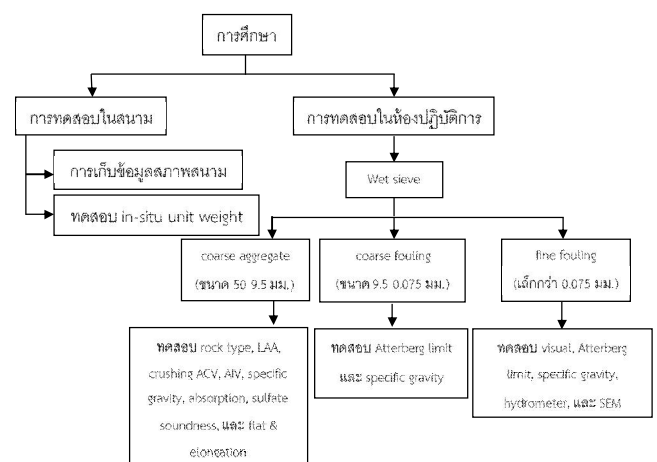 การศึกษา
การทดสอบในสนาม
การทดสอบในห้องปฏิบัติการ
การเก็บข้อมูลสภาพสนาม
ทดสอบ in-situ unit weight
Wet sieve
coarse aggregate
(ขนาด 50 9.5 มม.)
coarse fouling
(ขนาด 9.5 0.075 มม.)
fine fouling
(เล็กกว่า 0.075 มม.)
ทดสอบ rock type, LAA,
crushing ACV, AIV, specific
gravity, absorption, sulfate
soundness, และ flat &
elongation
ทดสอบ Atterberg limit
และ specific gravity
ทดสอบ visual, Atterberg
limit, specific gravity,
hydrometer, และ SEM